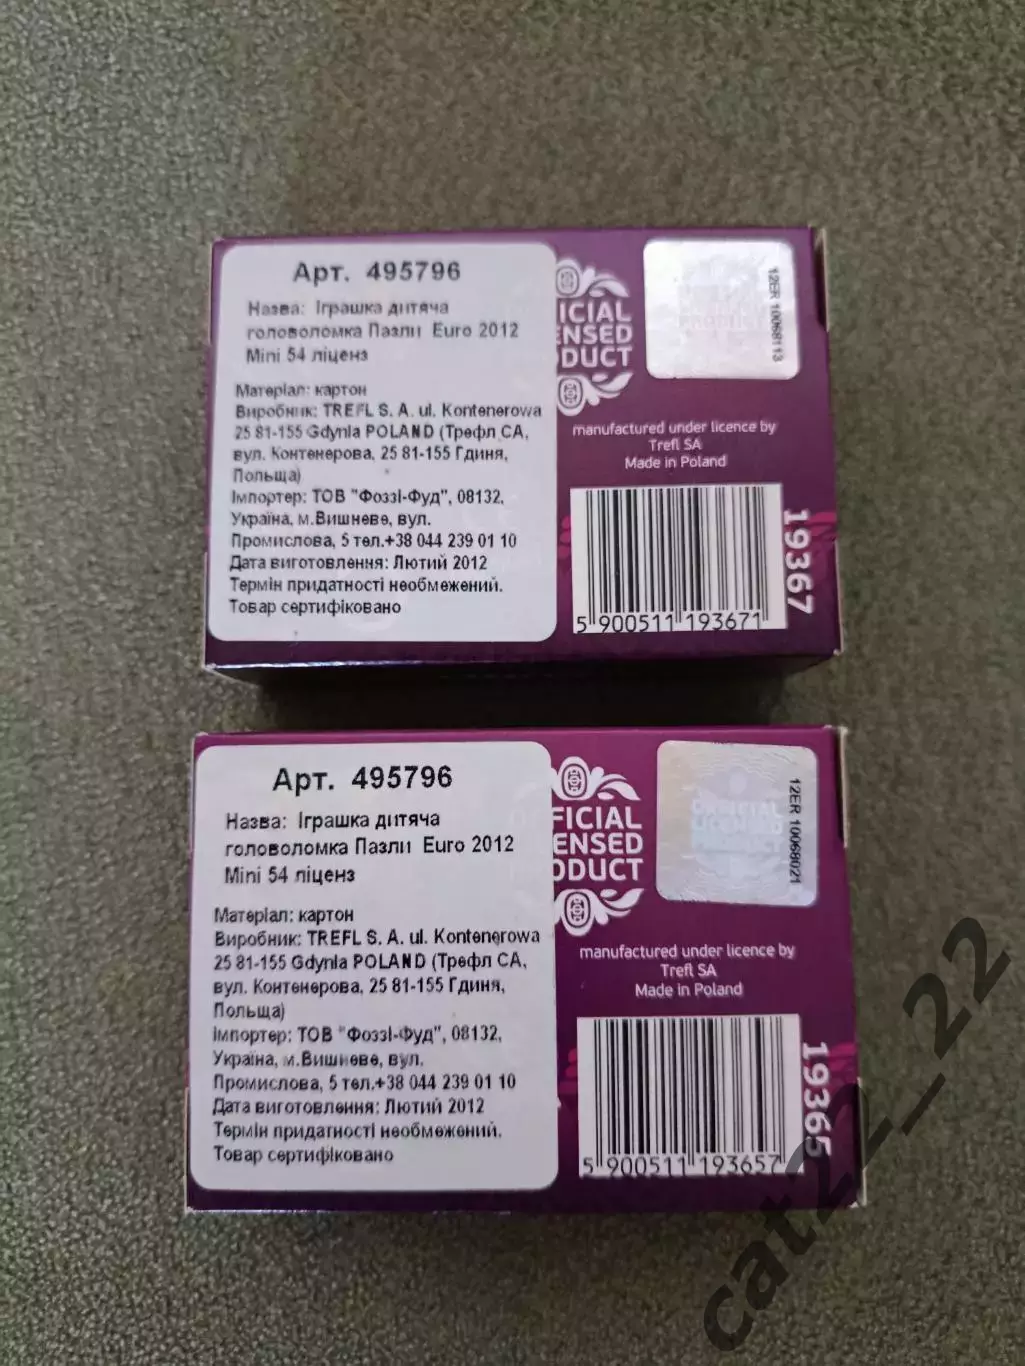 Арт. 495796
Назва: Іграшка дитяча
головоломка Пазли Euro 2012
Mini 54 ліценз
Матеріал: картон
Виробник: TREFL S. A. ul. Kontenerowa
25 81-155 Gdynia POLAND (Трефл СА,
вул. Контенерова, 25 81-155 Гдиня,
Польща)
Імпортер: ТОВ "Фоззі-Фуд", 08132,
Україна, м.Вишневе, вул.
Промислова, 5 тел.+38 044 239 01 10
Дата виготовлення: Лютий 2012
Термін придатності необмежений.
Товар сертифіковано
ICIAL
ENSED
ODUCT
12ER 10068113
manufactured under licence by
Trefl SA
Made in Poland
19367
5 900511 193671
Арт. 495796
Назва: Іграшка дитяча
головоломка Пазли Euro 2012
Mini 54 ліценз
Матеріал: картон
Виробник: TREFL S. A. ul. Kontenerowa
25 81-155 Gdynia POLAND (Трефл СА,
вул. Контенерова, 25 81-155 Гдиня,
Польща)
Імпортер: ТОВ "Фоззі-Фуд", 08132,
Україна, м.Вишневе, вул.
Промислова, 5 тел.+38 044 239 01 10
Дата виготовлення: Лютий 2012
Термін придатності необмежений.
Товар сертифіковано
FICIAL
ENSED
ODUCT
OFFICIAL
LICENSED
PRODUCT
12ER 10068021
manufactured under licence by
Trefl SA
Made in Poland
19365
5 900511 193657
cat22_22